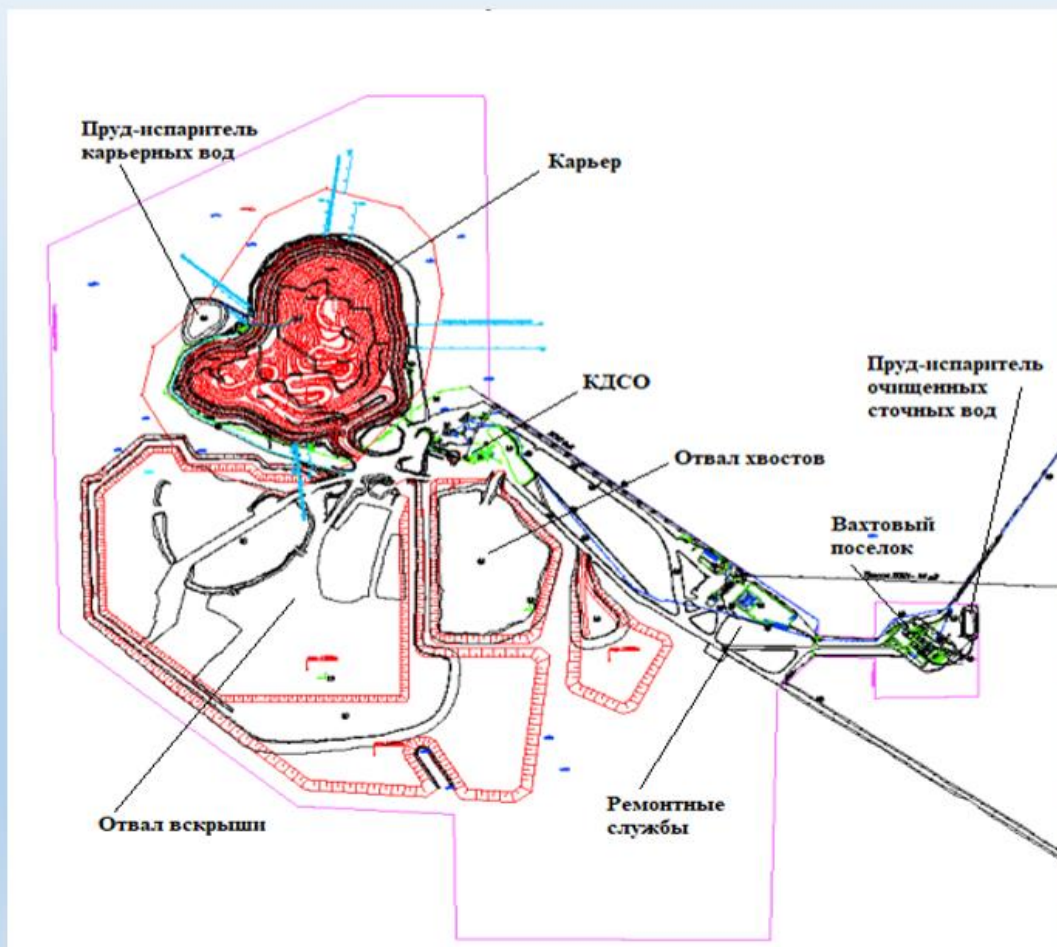 Пруд-испаритель
карьерных вод
Карьер
КДСО
Пруд-испаритель
очищенных
сточных вод
Отвал хвостов
Вахтовый
поселок
Отвал вскрыши
Ремонтные
службы